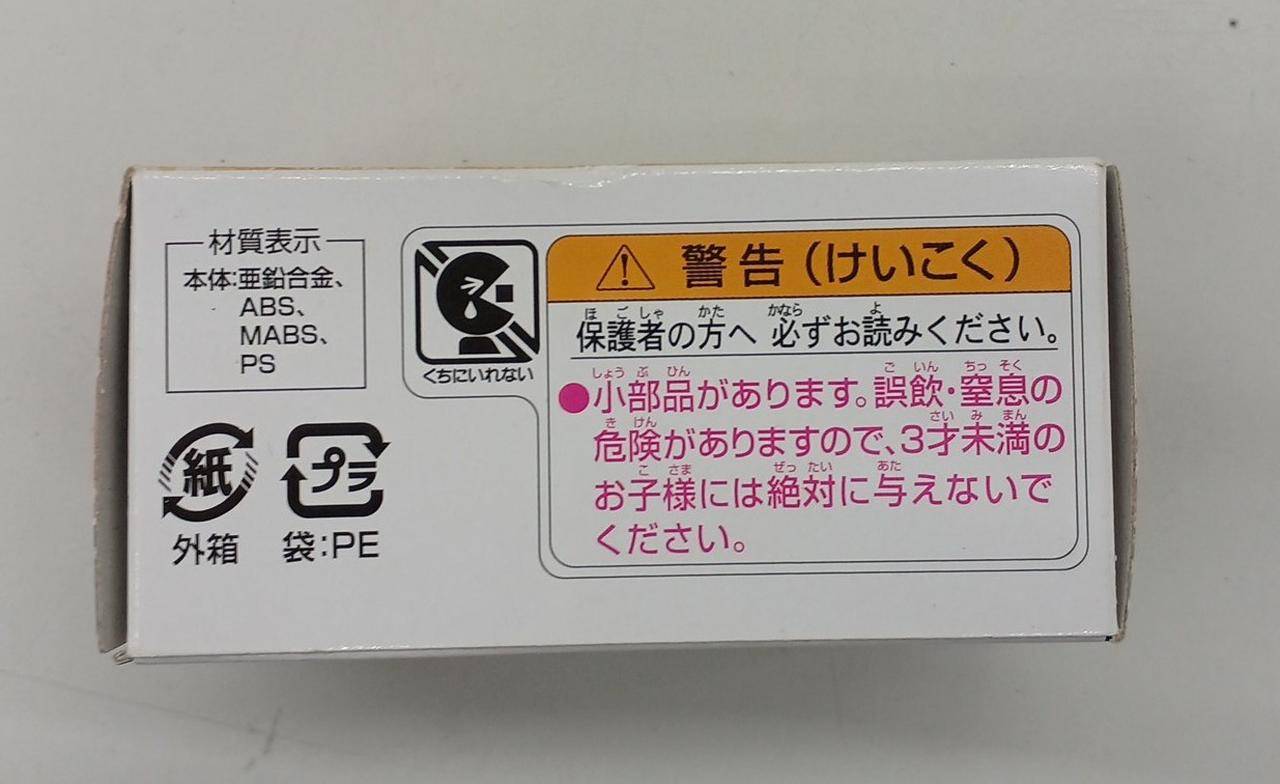 材質表示
本体:亜鉛合金、
ABS、
MABS、
PS
紙
外箱
プラ
袋:PE
くちにいれない
警告(けいこく)
ほごしゃ かた かなら よ
保護者の方へ 必ずお読みください。
しょうぶひん ごいん ちっそく
●小部品があります。誤飲・窒息の
きけん さいみまん
危険がありますので、3才未満の
こさま ぜったい あた
お子様には絶対に与えないで
ください。